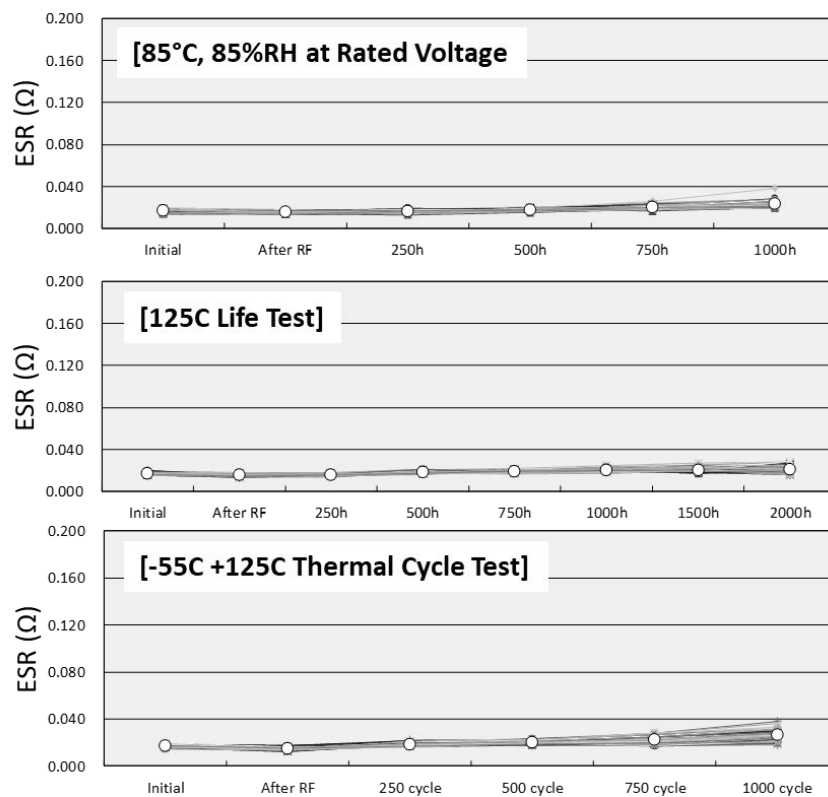 0.200
[85°C, 85%RH at Rated Voltage
0.160
0.120
ESR (Ω)
0.080
0.040
0.000
Initial After RF 250h 500h 750h 1000h
0.200
[125C Life Test]
0.160
0.120
ESR (Ω)
0.080
0.040
0.000
Initial After RF 250h 500h 750h 1000h 1500h 2000h
0.200
[-55C +125C Thermal Cycle Test]
0.160
0.120
ESR (Ω)
0.080
0.040
0.000
Initial After RF 250 cycle 500 cycle 750 cycle 1000 cycle